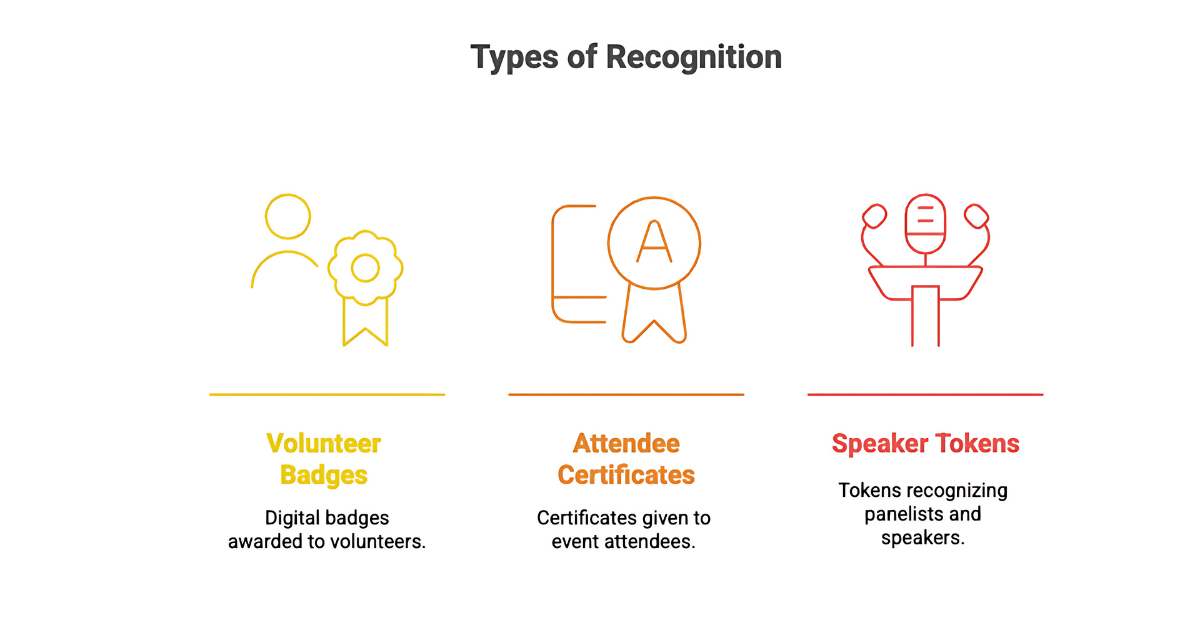 Types of Recognition
A
Volunteer
Badges
Digital badges
awarded to volunteers.
Attendee
Certificates
Certificates given to
event attendees.
Speaker Tokens
Tokens recognizing
panelists and
speakers.